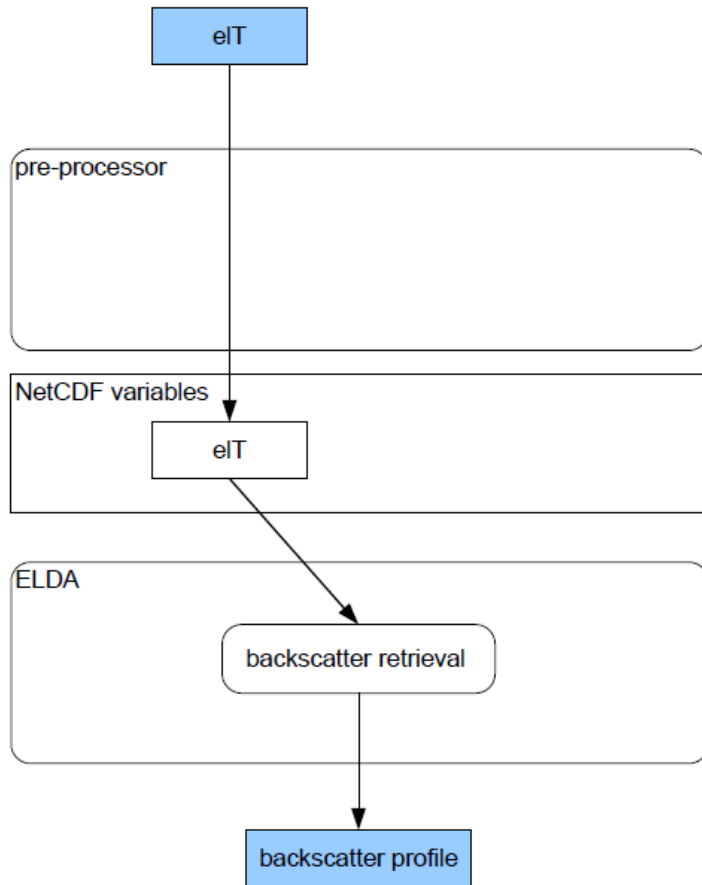 elT
pre-processor
NetCDF variables
elT
ELDA
backscatter retrieval
backscatter profile